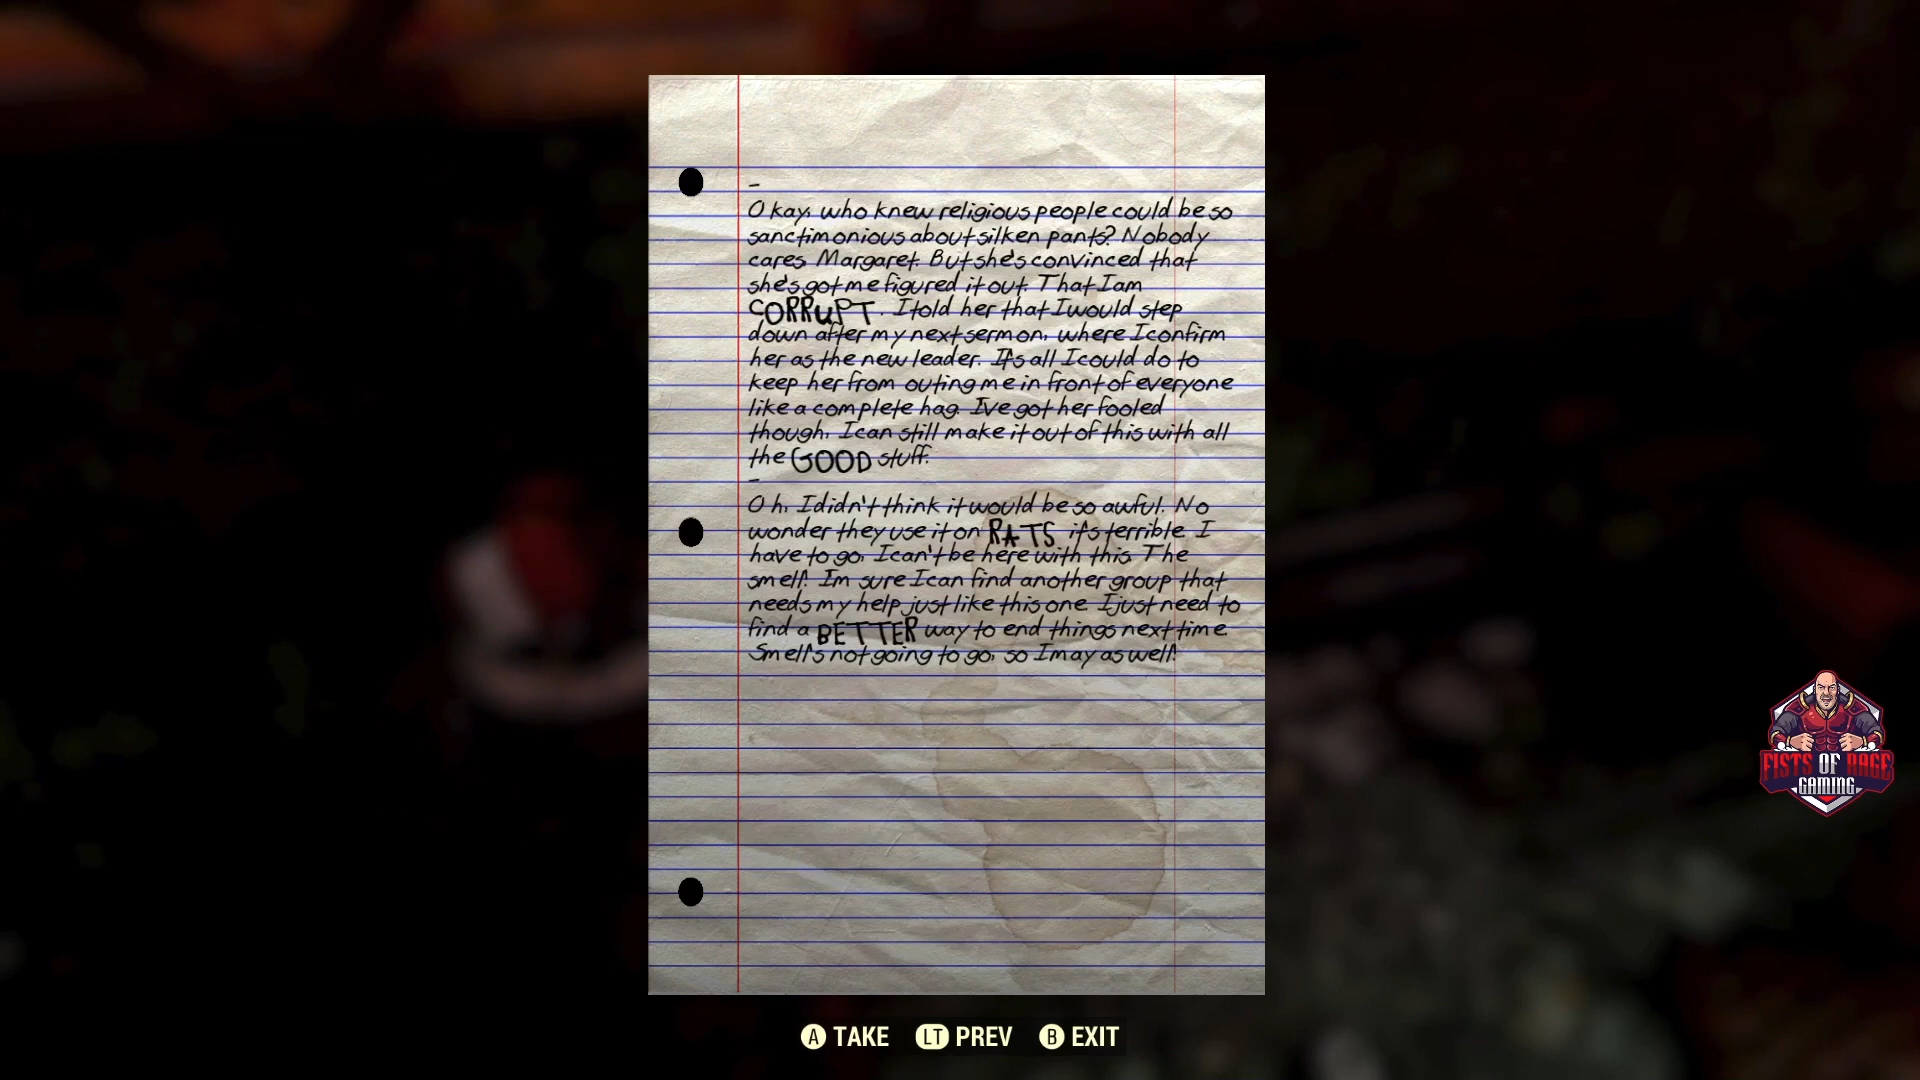 -
Okay, who knew religious people could be so
sanctimonious about silken pants? Nobody
cares, Margaret. But she's convinced that
she's got me figured it out. That I am
CORRUPT. I told her that I would step
down after my next sermon, where I confirm
her as the new leader. It's all I could do to
keep her from outing me in front of everyone
like a complete hag. I've got her fooled
though, I can still make it out of this with all
the GOOD stuff.
-
Oh, I didn't think it would be so awful. No
wonder they use it on RATS, it's terrible. I
have to go, I can't be here with this. The
smell! I'm sure I can find another group that
needs my help just like this one. I just need to
find a BETTER way to end things next time.
Smell's not going to go, so I may as well!
FISTS OF RAGE
GAMING
A TAKE LT PREV B EXIT